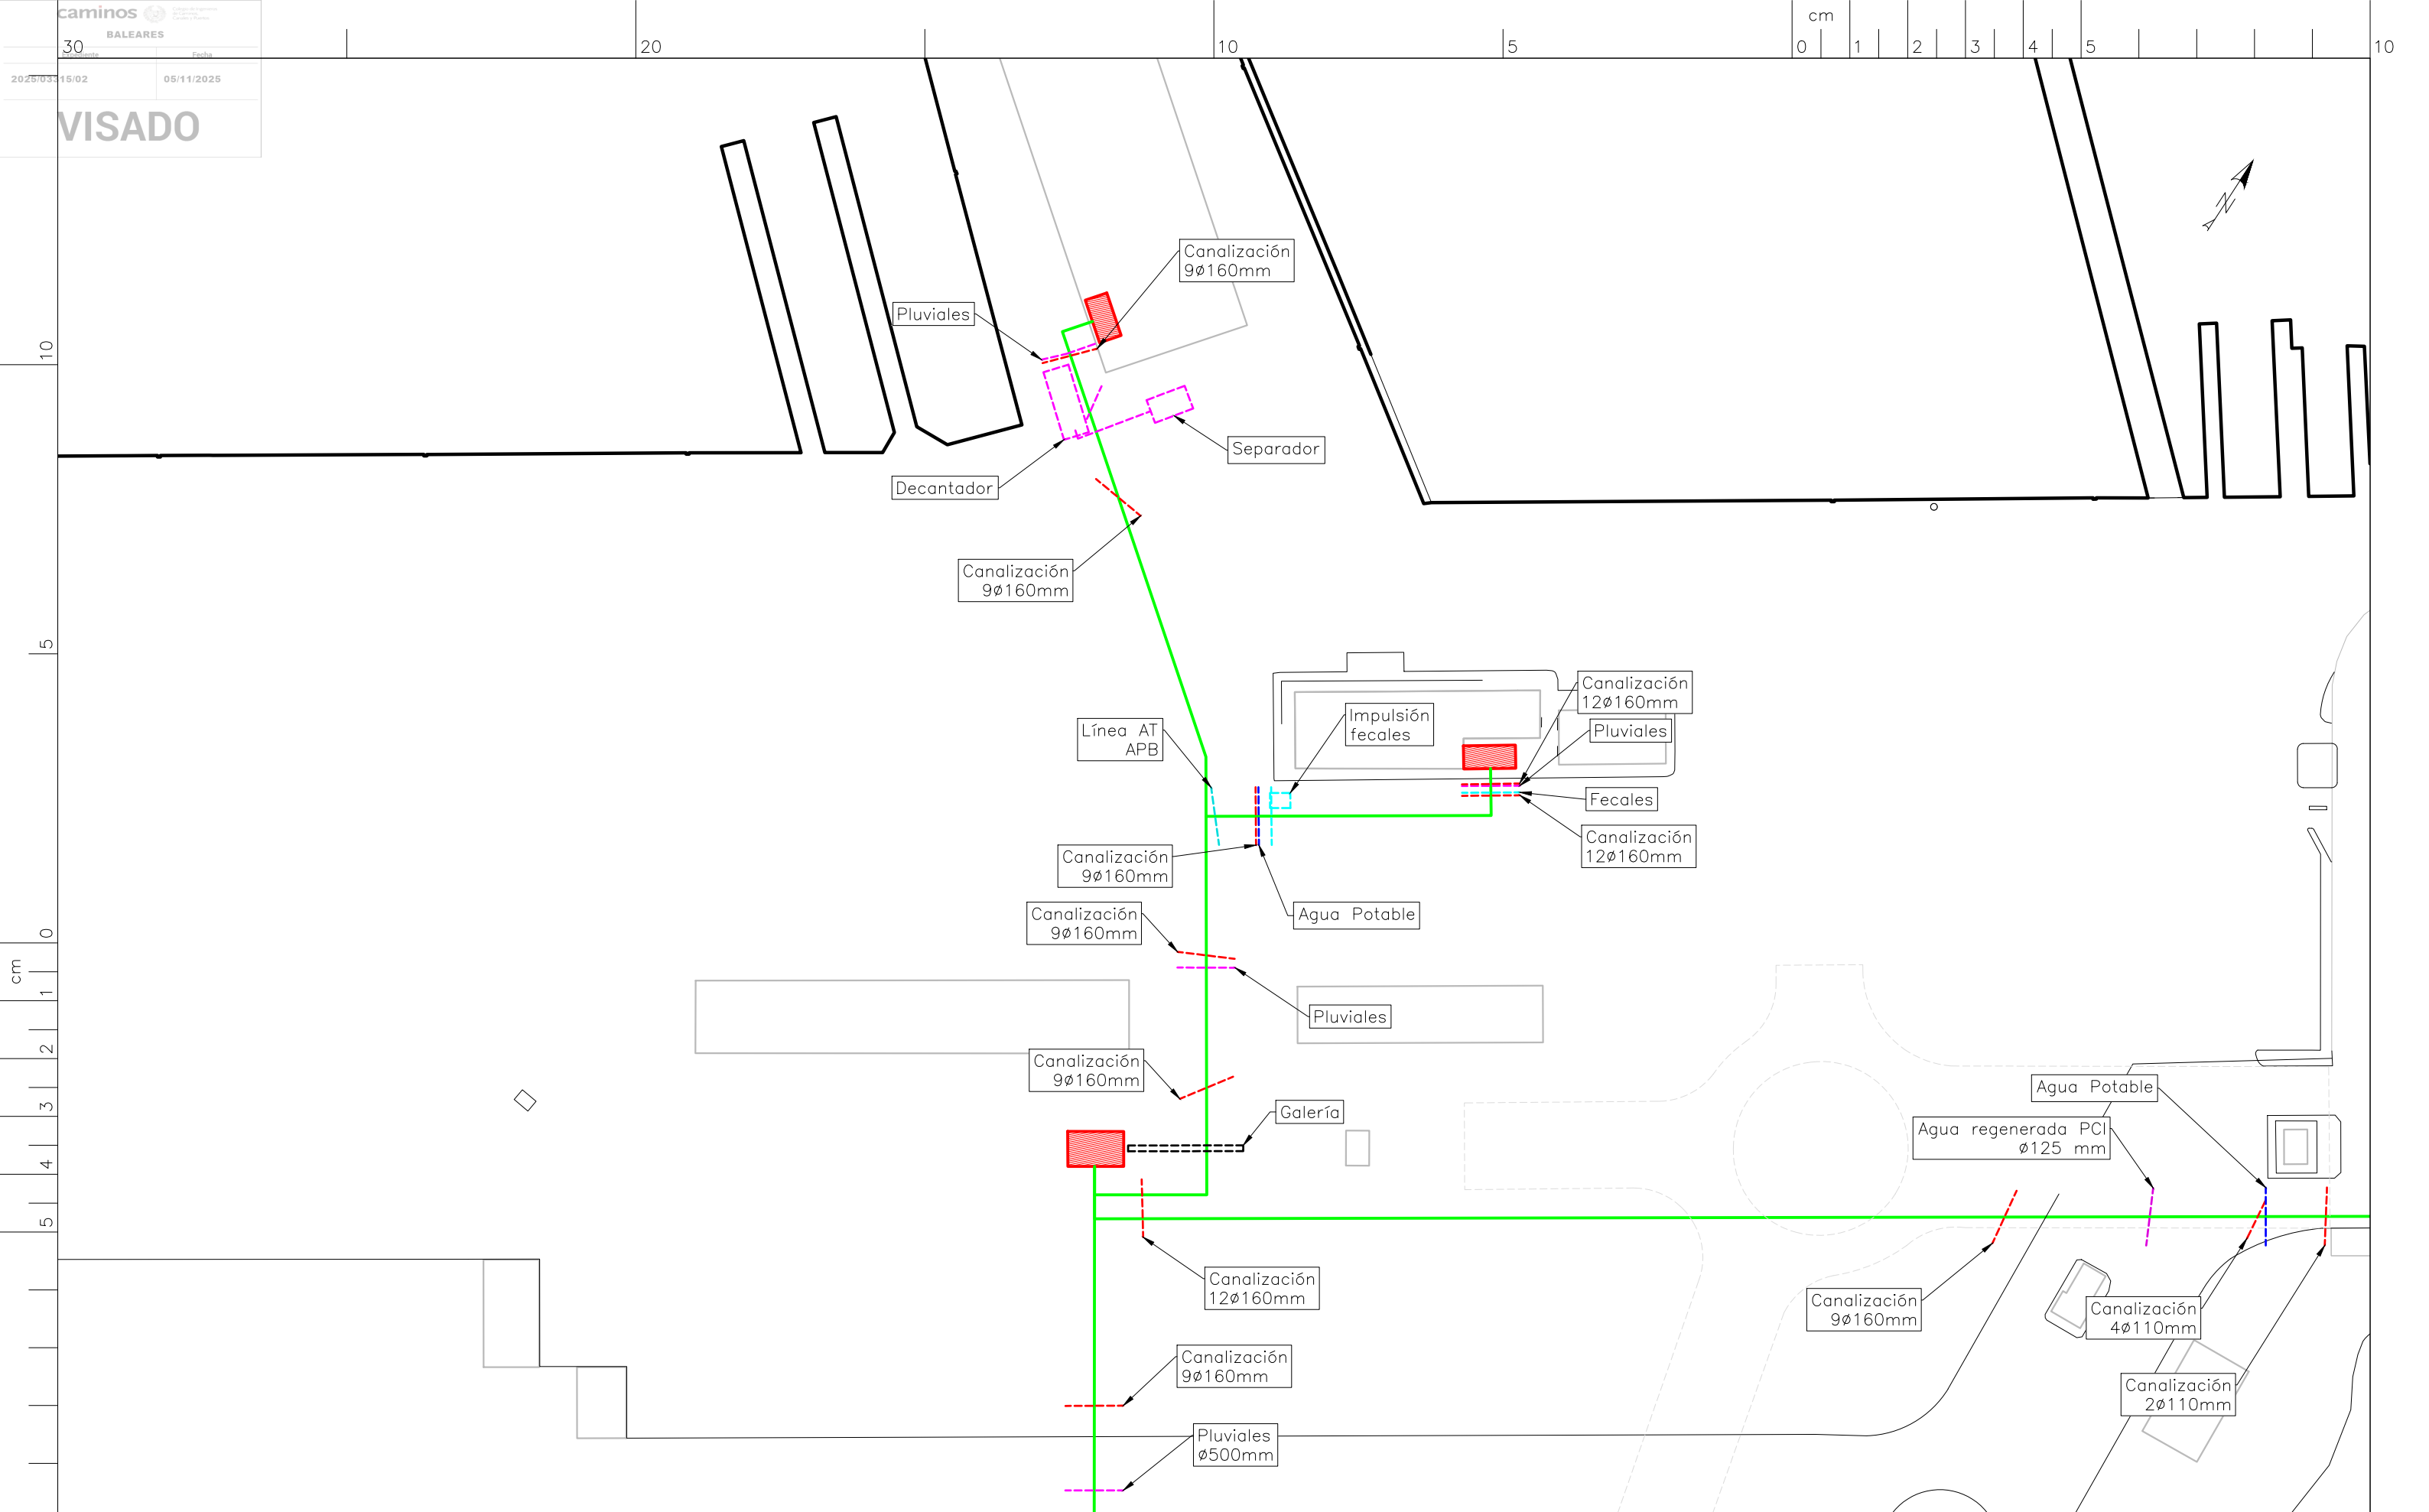 caminos
BALEARES
Expediente Fecha
2025/03315/02 05/11/2025
VISADO
cm
30 20 10 5 0 1 2 3 4 5 10
N
Canalización
9ø160mm
Pluviales
10
Separador
Decantador
Canalización
9ø160mm
5
Canalización
12ø160mm
Línea AT
APB
Impulsión
fecales
Pluviales
Fecales
Canalización
12ø160mm
Canalización
9ø160mm
Agua Potable
Canalización
9ø160mm
0
cm
1
Pluviales
2
Canalización
9ø160mm
Agua Potable
3
Galería
Agua regenerada PCI
ø125 mm
4
5
Canalización
12ø160mm
Canalización
9ø160mm
Canalización
4ø110mm
Canalización
9ø160mm
Canalización
2ø110mm
Pluviales
ø500mm